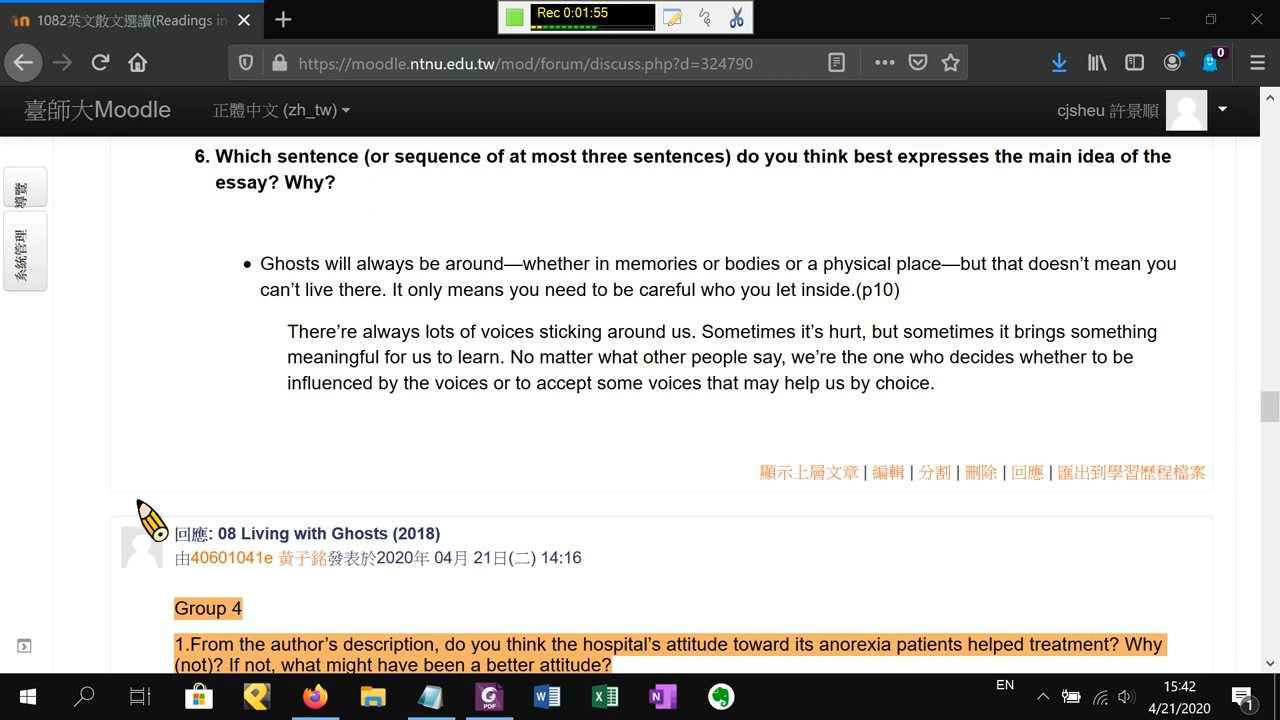 1082英文散文選讀(Readings in
Rec 0:01:55
https://moodle.ntnu.edu.tw/mod/forum/discuss.php?d=324790
0
臺師大Moodle
正體中文 (zh_tw)
cjsheu 許景順
導覽
系統管理
6. Which sentence (or sequence of at most three sentences) do you think best expresses the main idea of the
essay? Why?
• Ghosts will always be around—whether in memories or bodies or a physical place—but that doesn’t mean you
can’t live there. It only means you need to be careful who you let inside.(p10)
There’re always lots of voices sticking around us. Sometimes it’s hurt, but sometimes it brings something
meaningful for us to learn. No matter what other people say, we’re the one who decides whether to be
influenced by the voices or to accept some voices that may help us by choice.
顯示上層文章 | 編輯 | 分割 | 刪除 | 回應 | 匯出到學習歷程檔案
回應: 08 Living with Ghosts (2018)
由40601041e 黃子銘發表於2020年 04月 21日(二) 14:16
Group 4
1.From the author’s description, do you think the hospital’s attitude toward its anorexia patients helped treatment? Why
(not)? If not, what might have been a better attitude?
PDF
EN
15:42
4/21/2020
1